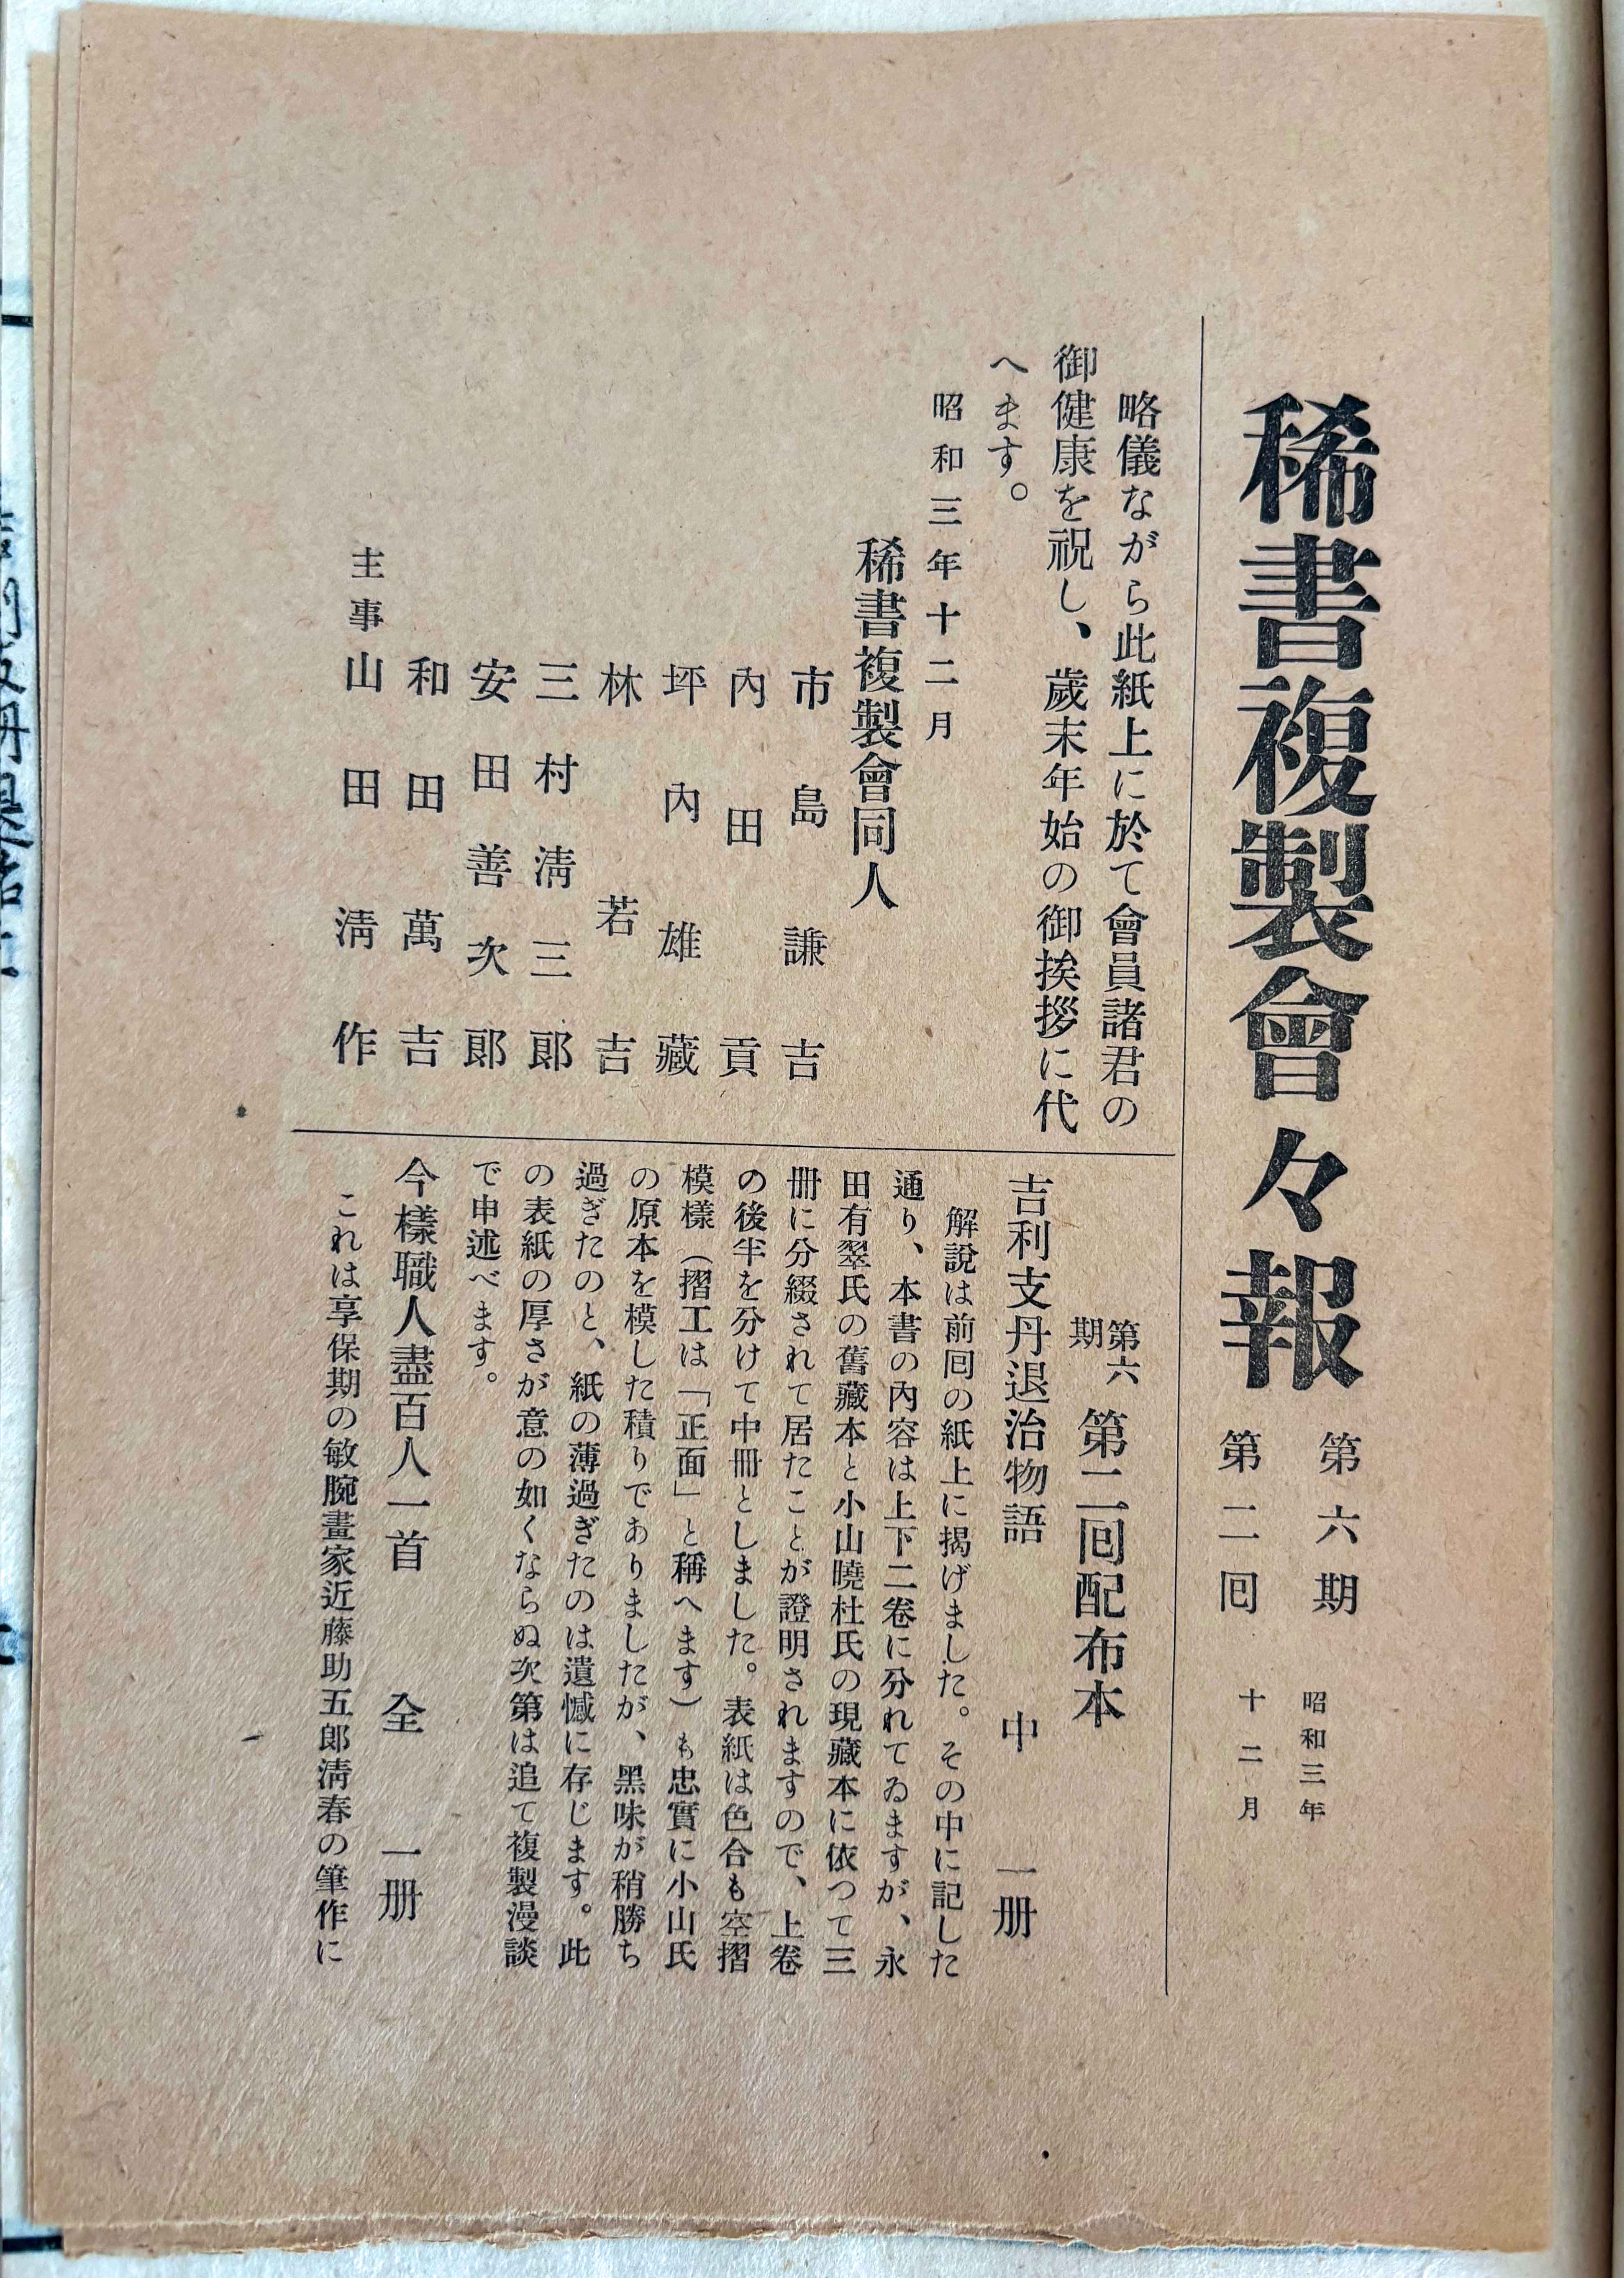 稀書複製會々報
第六期
第二囘
昭和三年
十二月
略儀ながら此紙上に於て會員諸君の
御健康を祝し、歲末年始の御挨拶に代
へます。
昭和三年十二月
稀書複製會同人
市島謙吉
內田貢
坪內雄藏
林若吉
三村淸三郞
安田善次郞
和田萬吉
主事 山田淸作
第六期 第二囘配布本
吉利支丹退治物語 中 一册
解說は前囘の紙上に揭げました。その中に記した
通り、本書の內容は上下二卷に分れてゐますが、永
田有翠氏の舊藏本と小山曉杜氏の現藏本に依つて三
冊に分綴されて居たことが證明されますので、上卷
の後半を分けて中冊としました。表紙は色合も空摺
模樣（摺工は「正面」と稱へます）も忠實に小山氏
の原本を模した積りでありましたが、黑味が稍勝ち
過ぎたのと、紙の薄過ぎたのは遺憾に存じます。此
の表紙の厚さが意の如くならぬ次第は追て複製漫談
で申述べます。
今樣職人盡百人一首 全 一册
これは享保期の敏腕畫家近藤助五郞淸春の筆作に